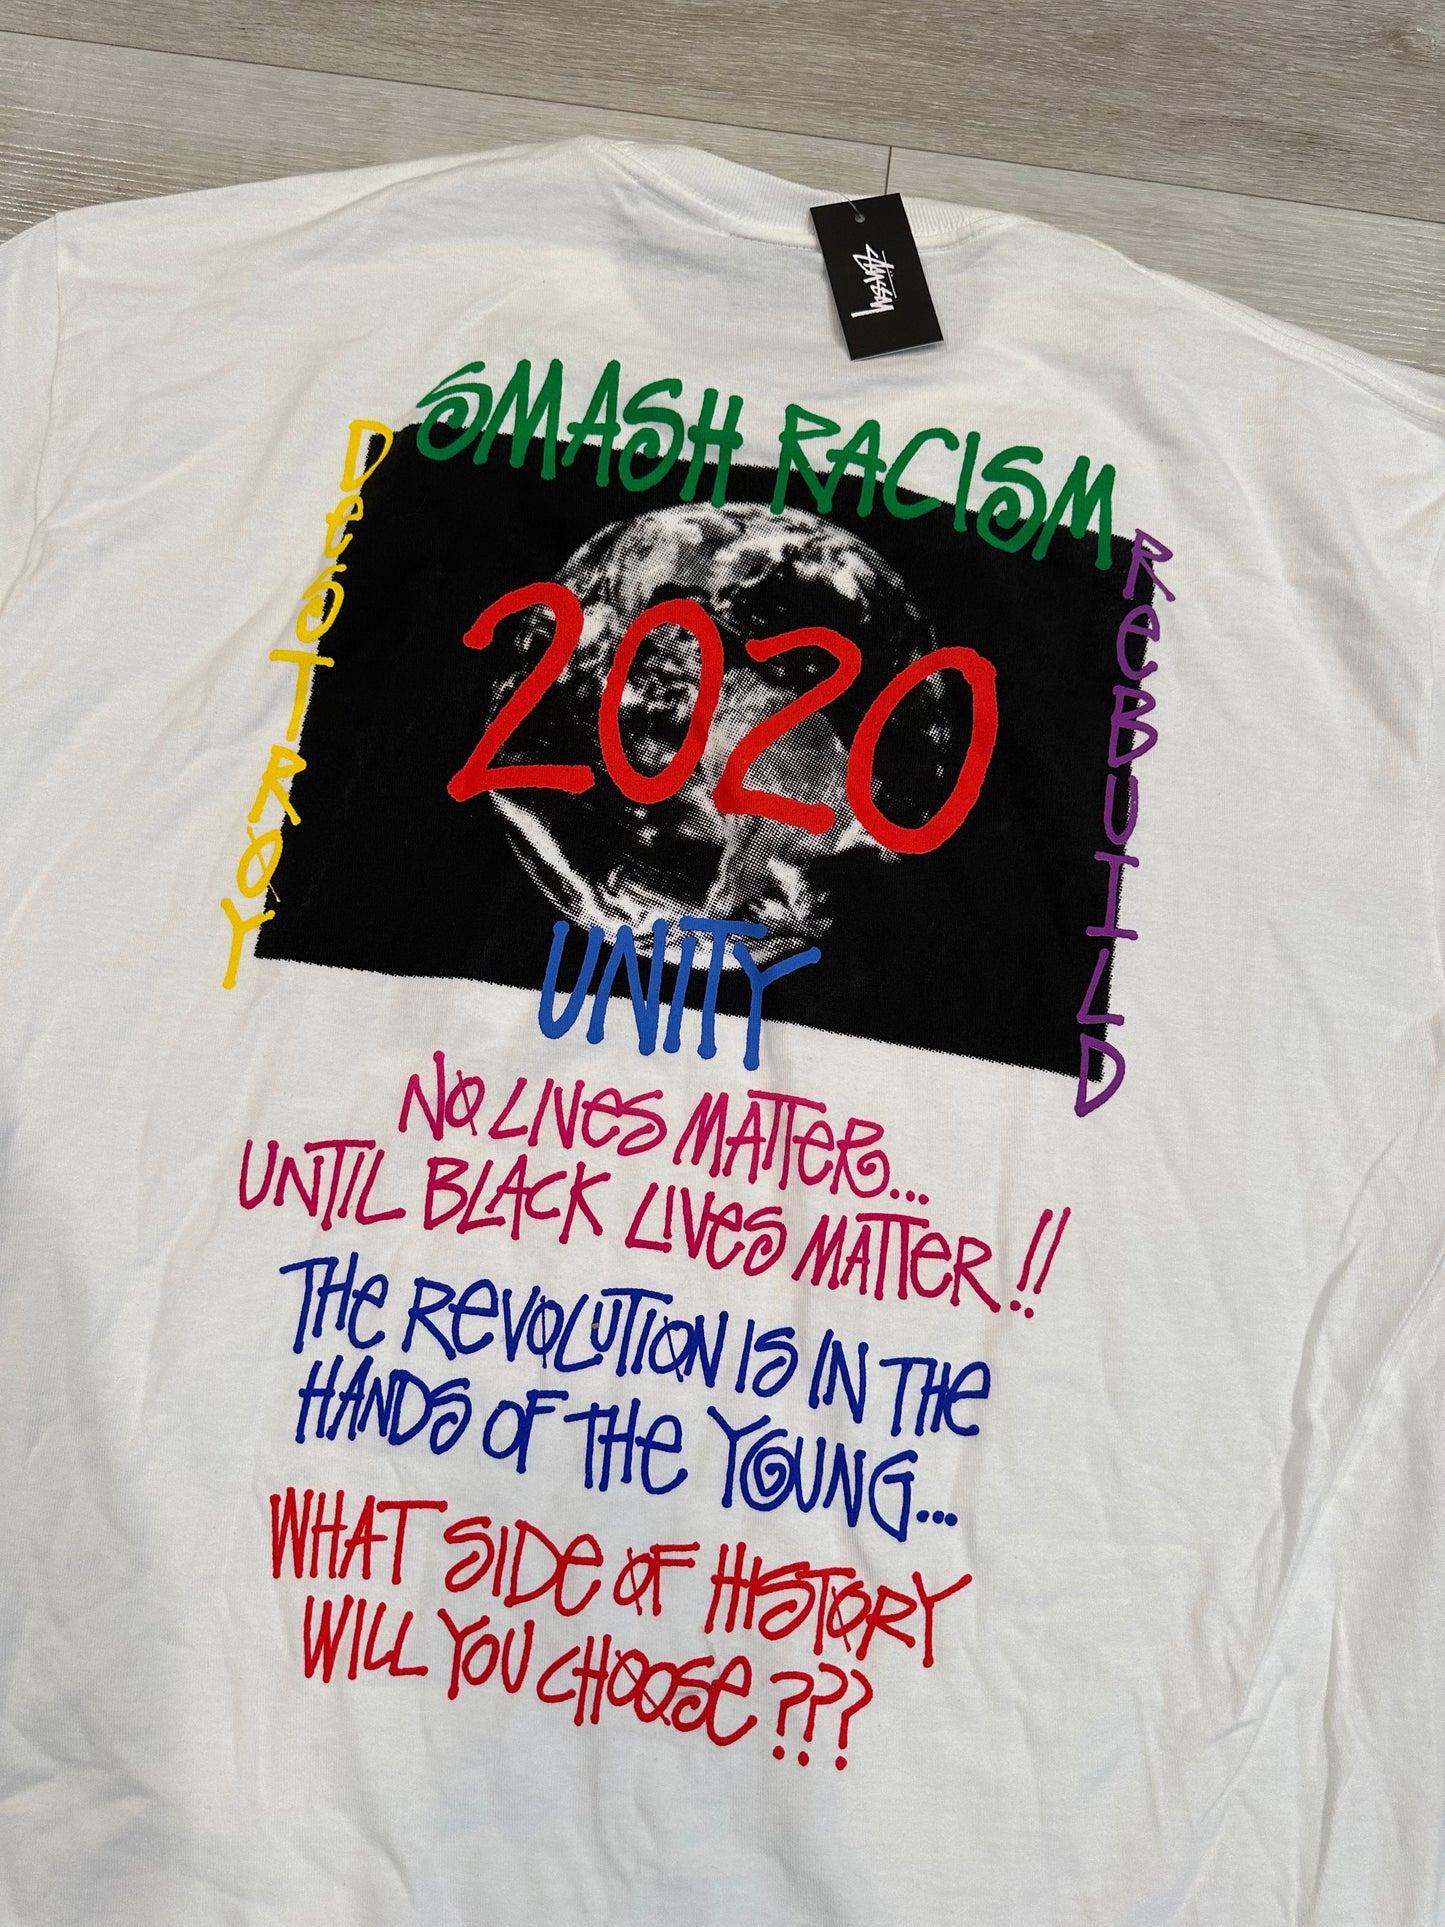 Stüssy
SMASH RACISM
DeSTROY
ReBUILD
2020
UNITY
NO LIVeS MATTeR...
UNTIL BLACK LIVeS MATTeR!!
THe ReVOLUTION IS IN THe
HANDS OF THe YOUNG...
WHAT SIDe OF HISTORY
WILL YOU CHOOSe???